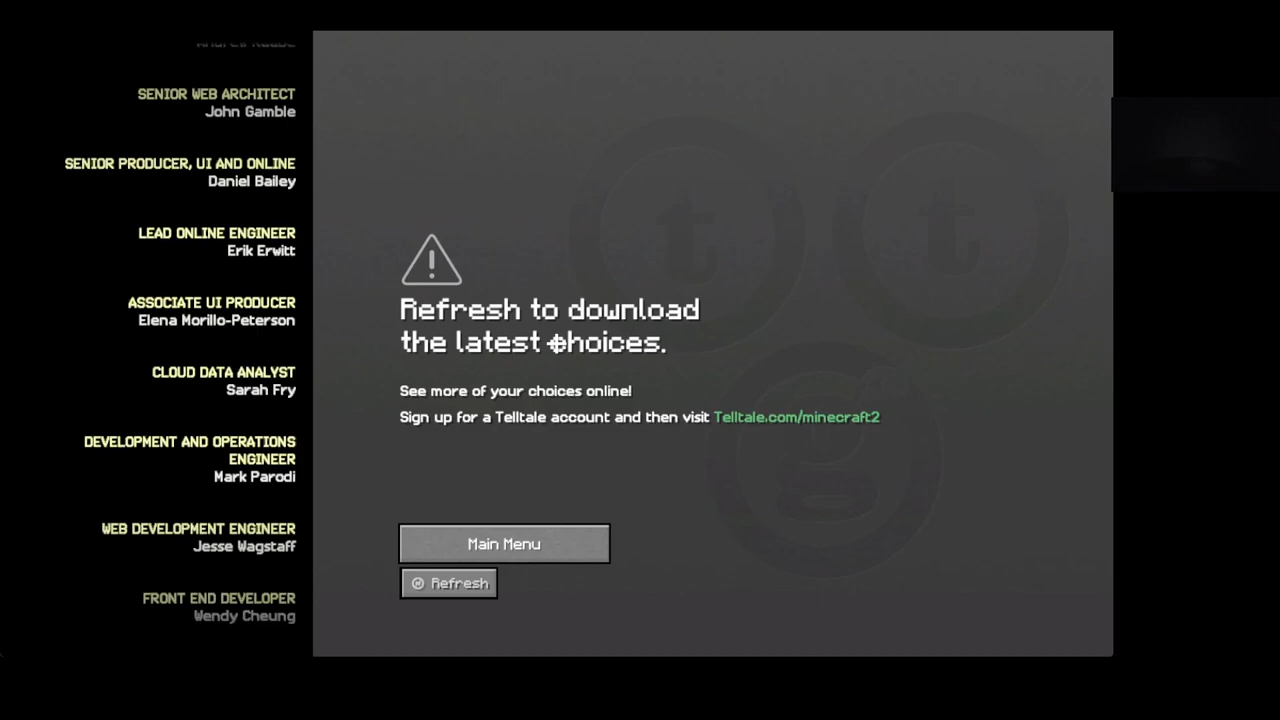 SENIOR WEB ARCHITECT
John Gamble
SENIOR PRODUCER, UI AND ONLINE
Daniel Bailey
LEAD ONLINE ENGINEER
Erik Erwitt
ASSOCIATE UI PRODUCER
Elena Morillo-Peterson
CLOUD DATA ANALYST
Sarah Fry
DEVELOPMENT AND OPERATIONS
ENGINEER
Mark Parodi
WEB DEVELOPMENT ENGINEER
Jesse Wagstaff
FRONT END DEVELOPER
Wendy Cheung
t t
g
Refresh to download
the latest choices.
See more of your choices online!
Sign up for a Telltale account and then visit Telltale.com/minecraft2
Main Menu
Refresh